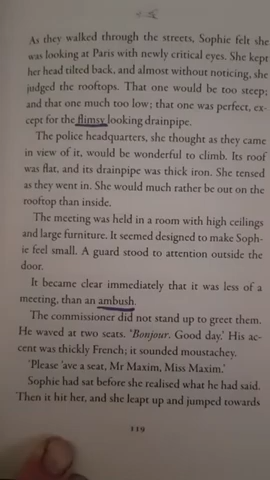 As they walked through the streets, Sophie felt she
was looking at Paris with newly critical eyes. She kept
her head tilted back, and almost without noticing, she
judged the rooftops. That one would be too steep;
and that one much too low; that one was perfect, ex-
cept for the flimsy looking drainpipe.
The police headquarters, she thought as they came
in view of it, would be wonderful to climb. Its roof
was flat, and its drainpipe was thick iron. She tensed
as they went in. She would much rather be out on the
rooftop than inside.
The meeting was held in a room with high ceilings
and large furniture. It seemed designed to make Soph-
ie feel small. A guard stood to attention outside the
door.
It became clear immediately that it was less of a
meeting, than an ambush.
The commissioner did not stand up to greet them.
He waved at two seats. 'Bonjour. Good day.' His ac-
cent was thickly French; it sounded moustachey.
'Please 'ave a seat, Mr Maxim, Miss Maxim.'
Sophie had sat before she realised what he had said.
Then it hit her, and she leapt up and jumped towards
119